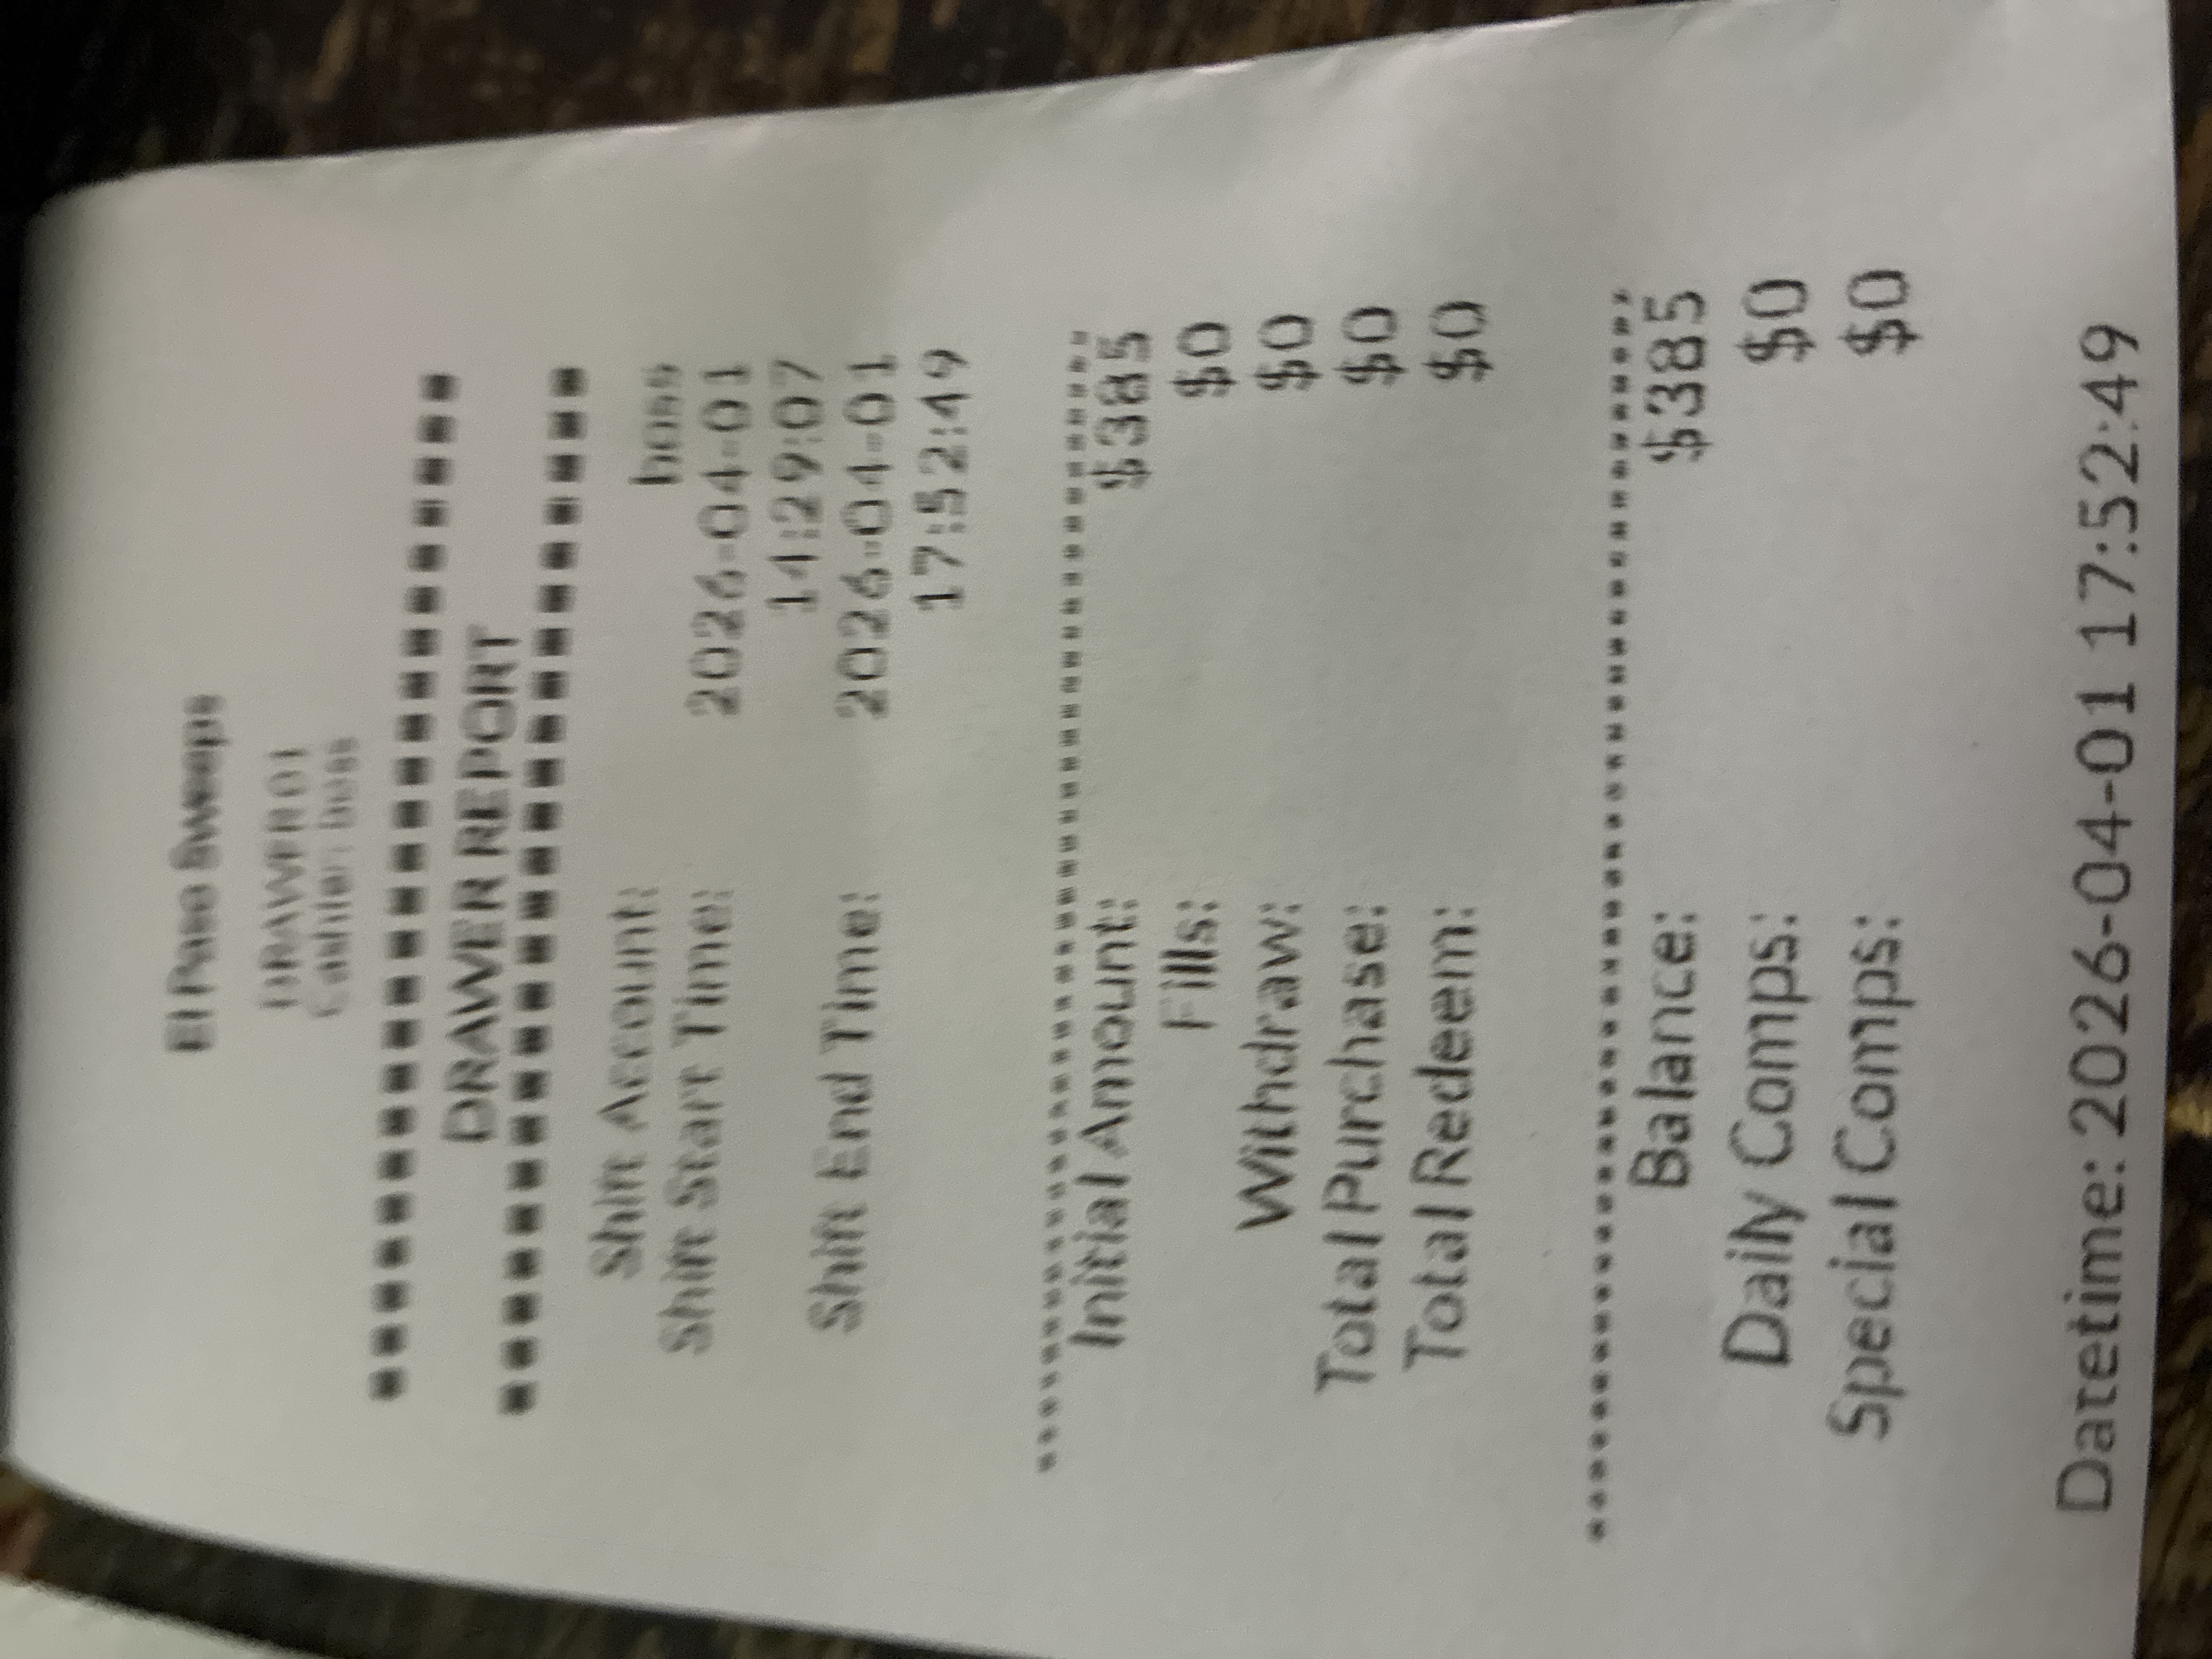 El Paso Sweeps
DRAWER01
Cashier: boss
DRAWER REPORT
Shift Account: boss
Shift Start Time: 2026-04-01
14:29:07
Shift End Time: 2026-04-01
17:52:49
Initial Amount: $385
Fills: $0
Withdraw: $0
Total Purchase: $0
Total Redeem: $0
Balance: $385
Daily Comps: $0
Special Comps: $0
Datetime: 2026-04-01 17:52:49